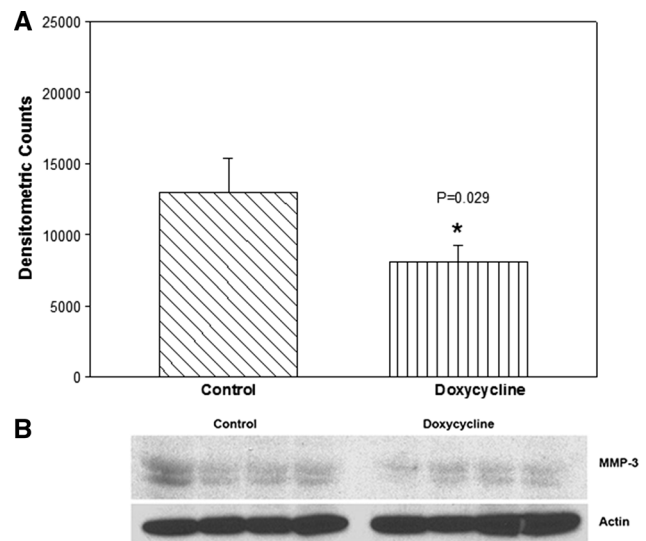 A
25000
20000
15000
10000
5000
0
Densitometric Counts
P=0.029
*
Control Doxycycline
B
Control Doxycycline
MMP-3
Actin